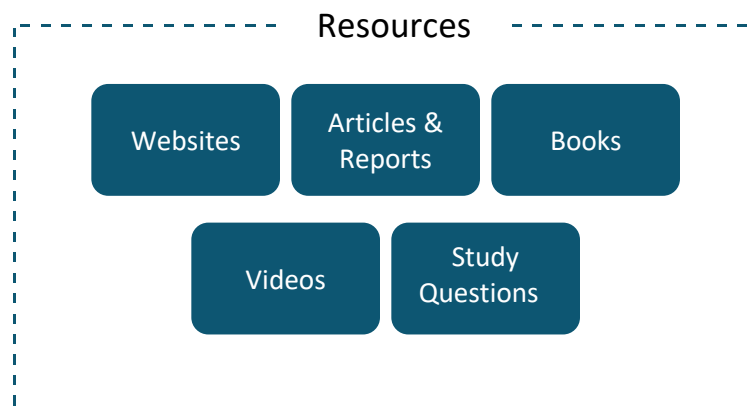 Resources
Websites
Articles &
Reports
Books
Videos
Study
Questions